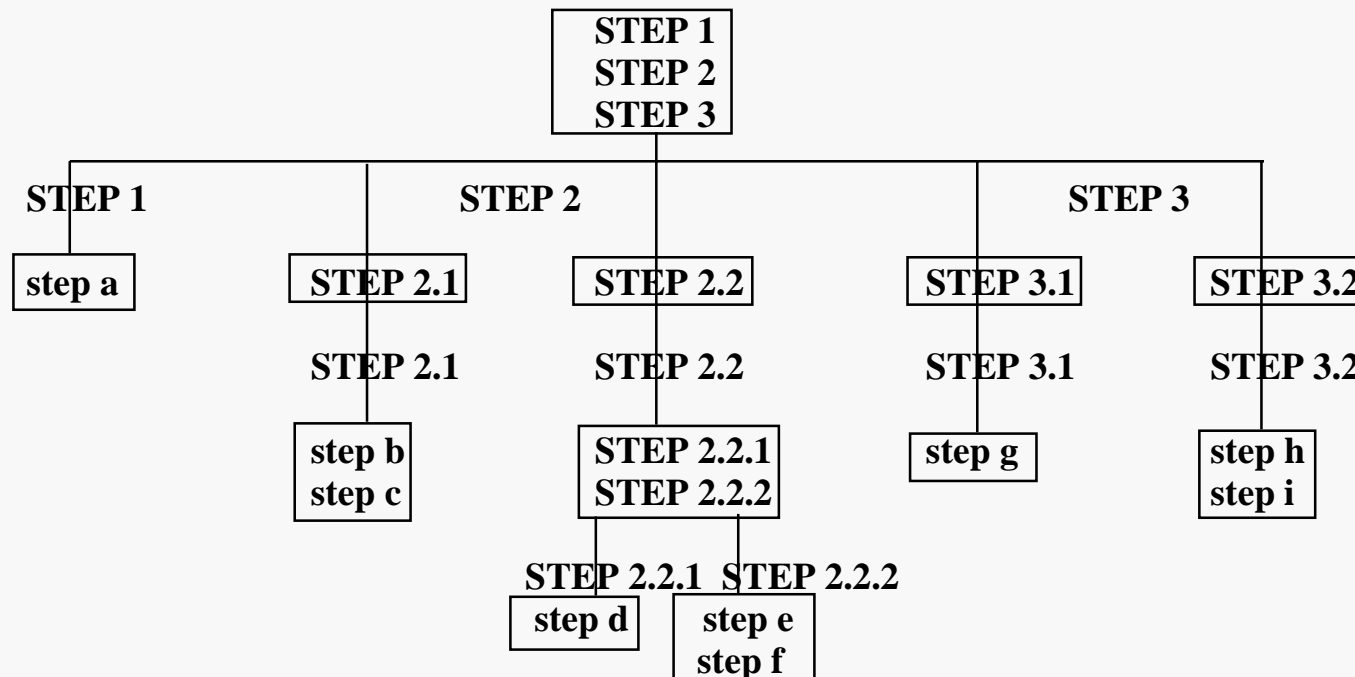 STEP 1
STEP 2
STEP 3
STEP 1 STEP 2 STEP 3
step a STEP 2.1 STEP 2.2 STEP 3.1 STEP 3.2
STEP 2.1 STEP 2.2 STEP 3.1 STEP 3.2
step b STEP 2.2.1 step g step h
step c STEP 2.2.2 step i
STEP 2.2.1 STEP 2.2.2
step d step e
step f